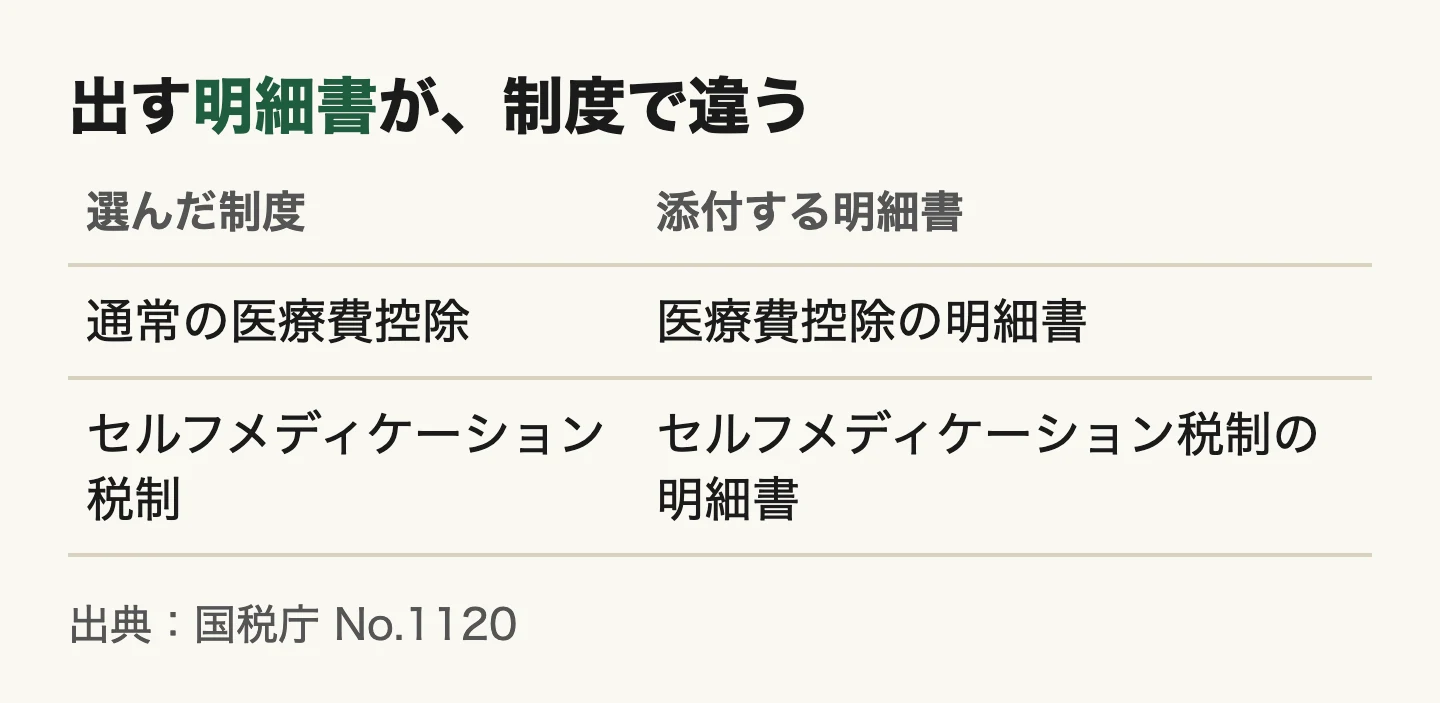 出す明細書が、制度で違う
選んだ制度 添付する明細書
通常の医療費控除 医療費控除の明細書
セルフメディケーション税制 セルフメディケーション税制の明細書
出典：国税庁 No.1120